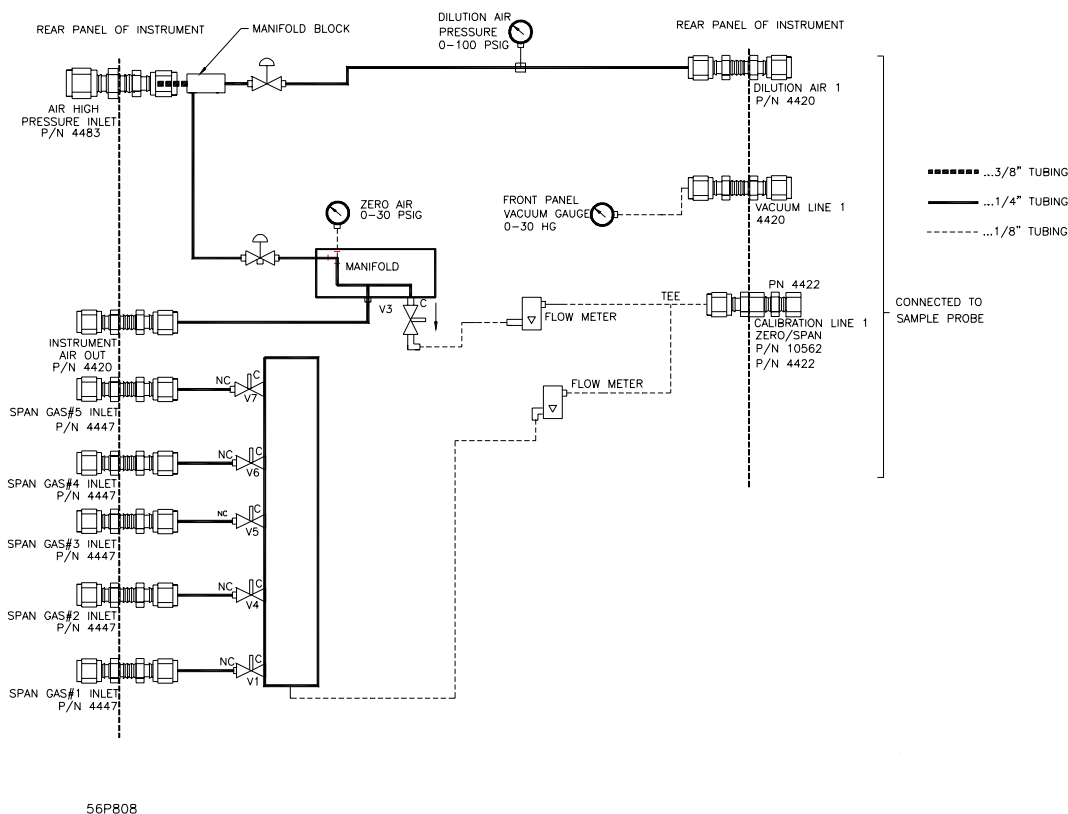 REAR PANEL OF INSTRUMENT
MANIFOLD BLOCK
DILUTION AIR
PRESSURE
0-100 PSIG
REAR PANEL OF INSTRUMENT
AIR HIGH
PRESSURE INLET
P/N 4483
DILUTION AIR 1
P/N 4420
...3/8" TUBING
...1/4" TUBING
...1/8" TUBING
ZERO AIR
0-30 PSIG
FRONT PANEL
VACUUM GAUGE
0-30 HG
VACUUM LINE 1
4420
MANIFOLD
V3
C
FLOW METER
TEE
PN 4422
CALIBRATION LINE 1
ZERO/SPAN
P/N 10562
P/N 4422
CONNECTED TO
SAMPLE PROBE
INSTRUMENT
AIR OUT
P/N 4420
FLOW METER
NC
C
V7
SPAN GAS#5 INLET
P/N 4447
NC
C
V6
SPAN GAS#4 INLET
P/N 4447
NC
C
V5
SPAN GAS#3 INLET
P/N 4447
NC
C
V4
SPAN GAS#2 INLET
P/N 4447
NC
C
V1
SPAN GAS#1 INLET
P/N 4447
56P808